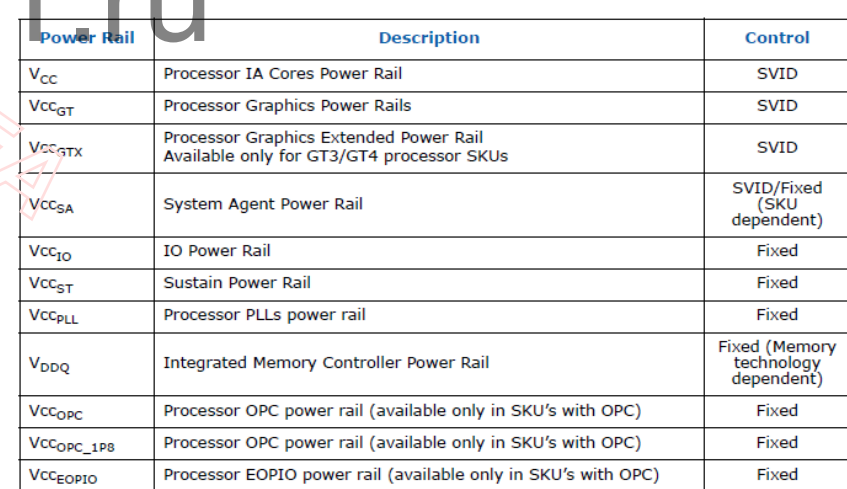 r.ru
Power Rail Description Control
VCC Processor IA Cores Power Rail SVID
VccGT Processor Graphics Power Rails SVID
VccGTX Processor Graphics Extended Power Rail
Available only for GT3/GT4 processor SKUs SVID
VccSA System Agent Power Rail SVID/Fixed
(SKU
dependent)
VccIO IO Power Rail Fixed
VccST Sustain Power Rail Fixed
VccPLL Processor PLLs power rail Fixed
VDDQ Integrated Memory Controller Power Rail Fixed (Memory
technology
dependent)
VccOPC Processor OPC power rail (available only in SKU’s with OPC) Fixed
VccOPC_1P8 Processor OPC power rail (available only in SKU’s with OPC) Fixed
VccEOPIO Processor EOPIO power rail (available only in SKU’s with OPC) Fixed